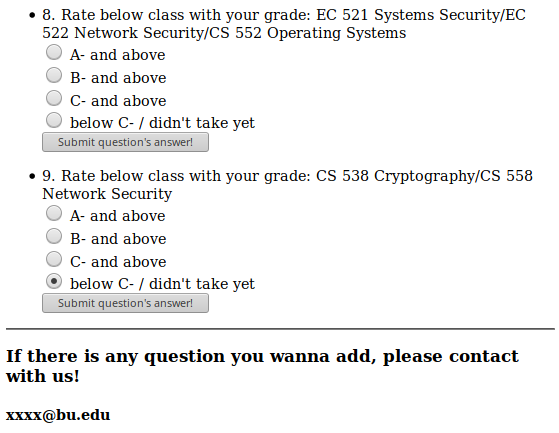 8. Rate below class with your grade: EC 521 Systems Security/EC
522 Network Security/CS 552 Operating Systems
A- and above
B- and above
C- and above
below C- / didn't take yet
Submit question's answer!
9. Rate below class with your grade: CS 538 Cryptography/CS 558
Network Security
A- and above
B- and above
C- and above
below C- / didn't take yet
Submit question's answer!
If there is any question you wanna add, please contact
with us!
xxxx@bu.edu